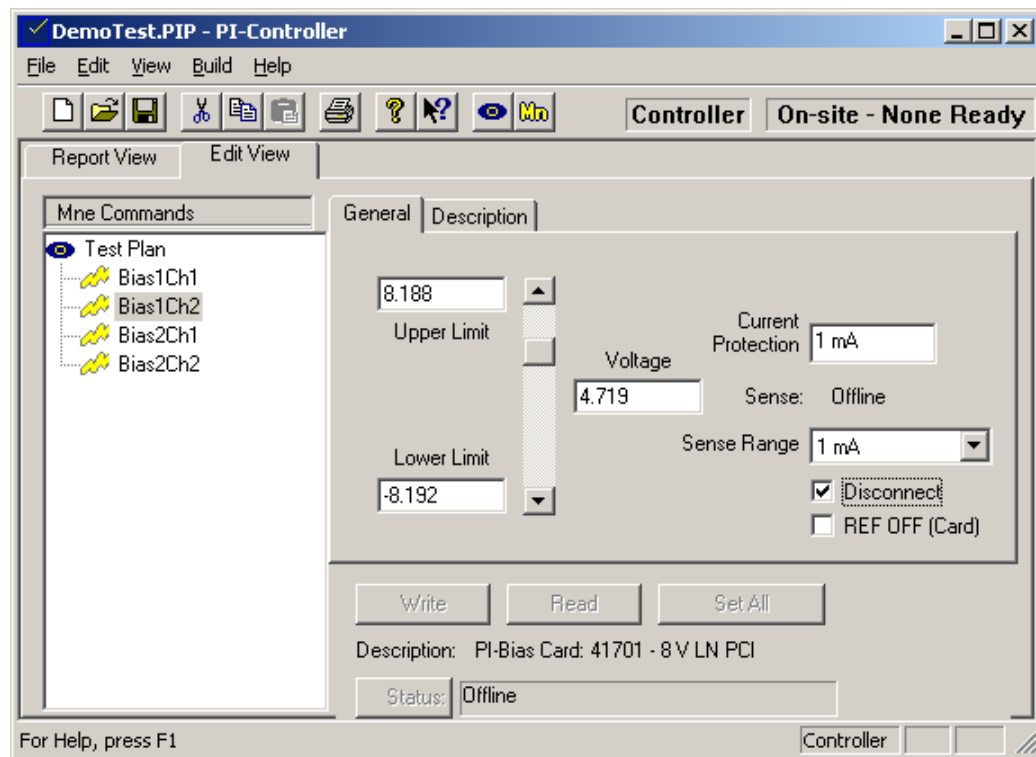 DemoTest.PIP - PI-Controller
File Edit View Build Help
Mn
Controller
On-site - None Ready
Report View
Edit View
Mne Commands
Test Plan
Bias1Ch1
Bias1Ch2
Bias2Ch1
Bias2Ch2
General
Description
8.188
Upper Limit
Lower Limit
-8.192
Voltage
4.719
Current Protection
1 mA
Sense: Offline
Sense Range
1 mA
Disconnect
REF OFF (Card)
Write
Read
Set All
Description: PI-Bias Card: 41701 - 8 V LN PCI
Status: Offline
For Help, press F1
Controller